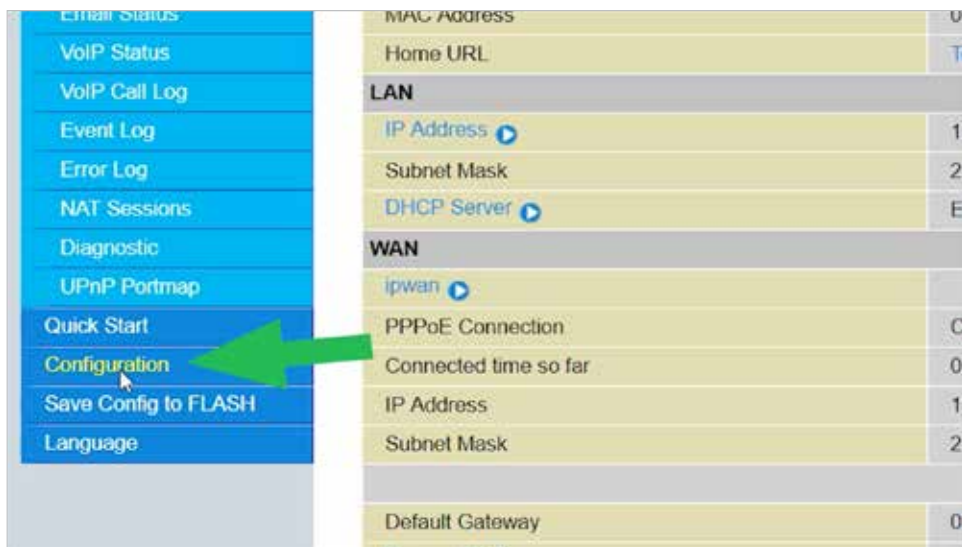 Email Status
VoIP Status
VoIP Call Log
Event Log
Error Log
NAT Sessions
Diagnostic
UPnP Portmap
Quick Start
Configuration
Save Config to FLASH
Language
MAC Address
Home URL
LAN
IP Address
Subnet Mask
DHCP Server
WAN
ipwan
PPPoE Connection
Connected time so far
IP Address
Subnet Mask
Default Gateway